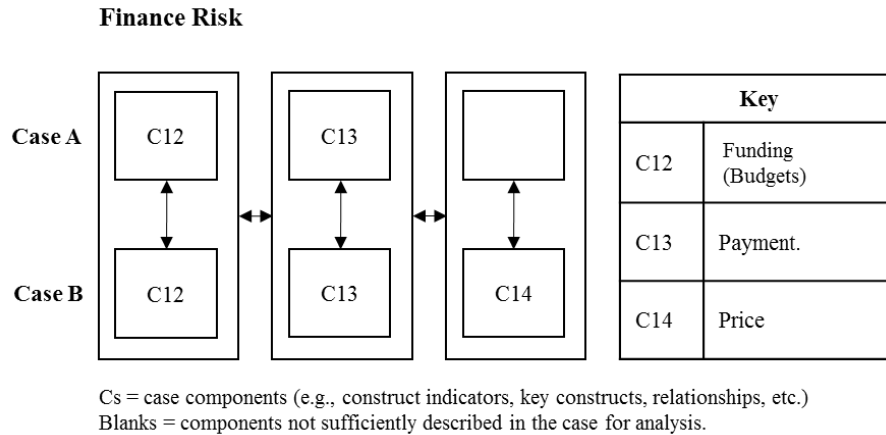 Finance Risk
Case A
C12
C13
Case B
C12
C13
C14
Key
C12
Funding
(Budgets)
C13
Payment.
C14
Price
Cs = case components (e.g., construct indicators, key constructs, relationships, etc.)
Blanks = components not sufficiently described in the case for analysis.